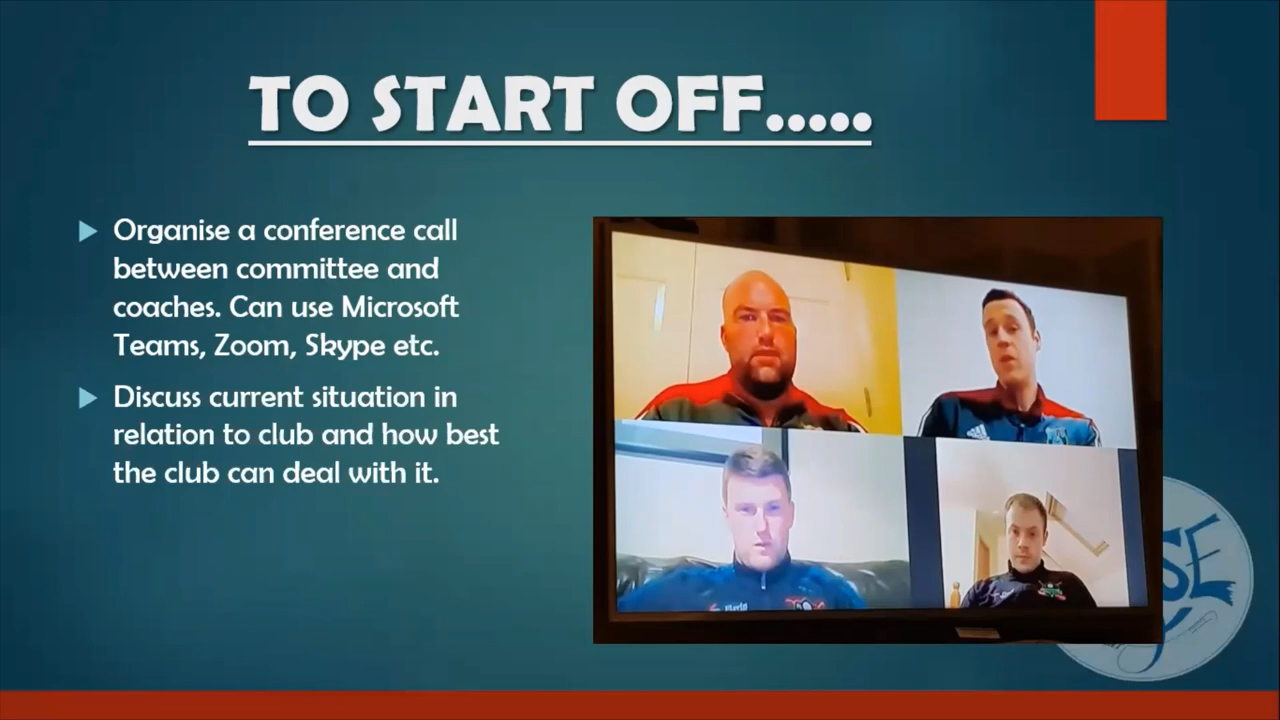 TO START OFF.....
Organise a conference call
between committee and
coaches. Can use Microsoft
Teams, Zoom, Skype etc.
Discuss current situation in
relation to club and how best
the club can deal with it.